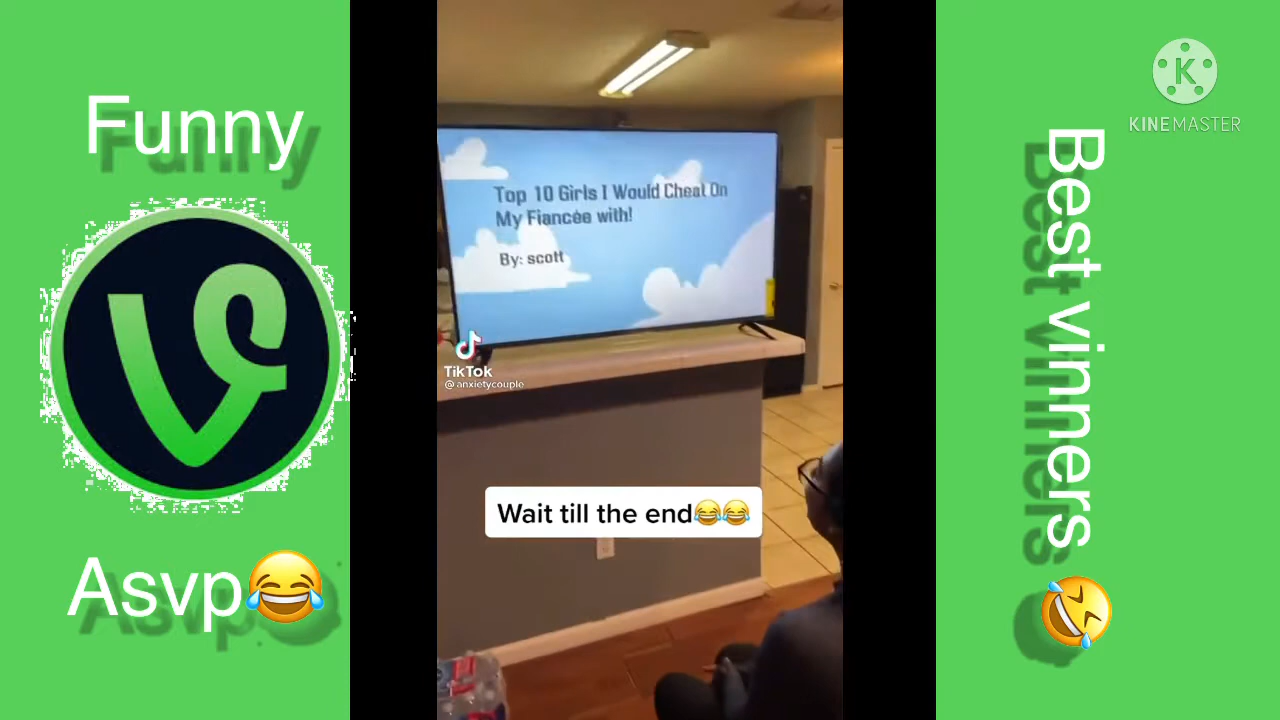 Funny
Asvp😂
Top 10 Girls I Would Cheat On
My Fiancée with!
By: scott
TikTok
@anxietycouple
Wait till the end😂😂
Best vinners 🤣
K
KINEMASTER